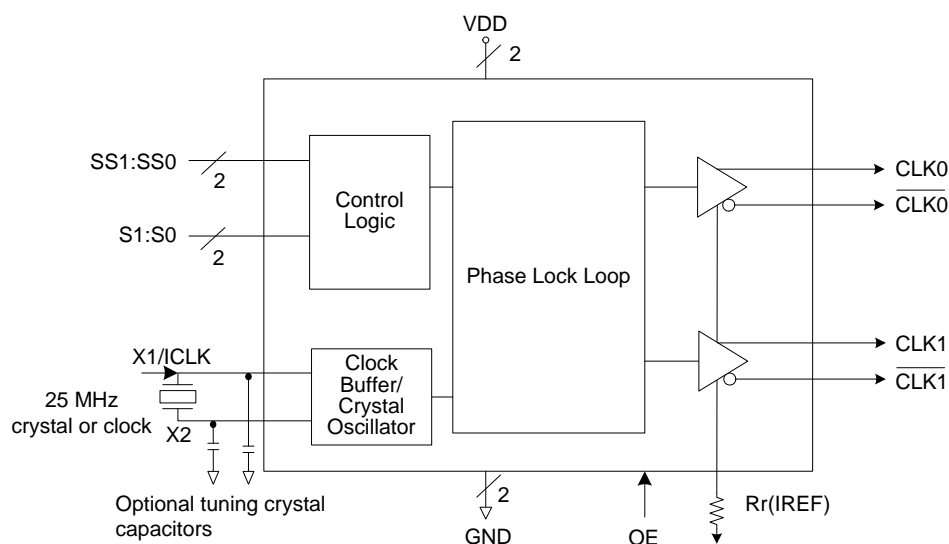 VDD
2
SS1:SS0
2
S1:S0
2
Control
Logic
Phase Lock Loop
CLK0
CLK0
CLK1
CLK1
X1/ICLK
25 MHz
crystal or clock
X2
Clock
Buffer/
Crystal
Oscillator
Optional tuning crystal
capacitors
2
GND
OE
Rr(IREF)